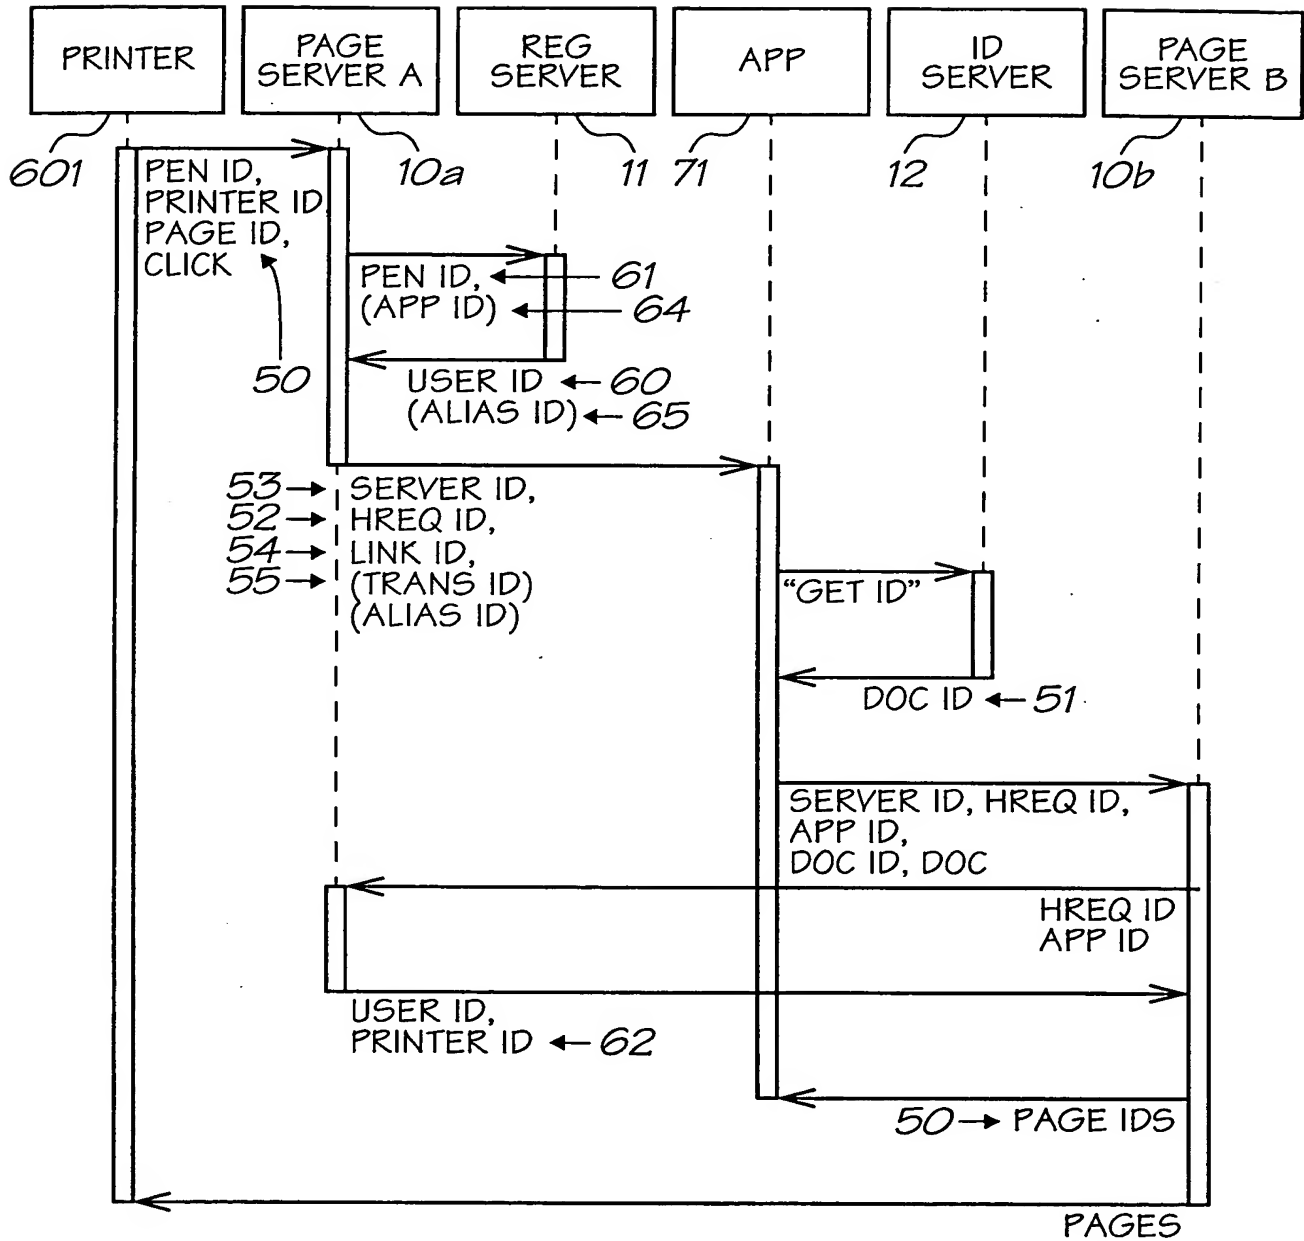 PRINTER
PAGE
SERVER A
REG
SERVER
APP
ID
SERVER
PAGE
SERVER B
601
10a
11
71
12
10b
PEN ID,
PRINTER ID
PAGE ID,
CLICK
50
PEN ID,
61
(APP ID)
64
USER ID
60
(ALIAS ID)
65
53
SERVER ID,
52
HREQ ID,
54
LINK ID,
55
(TRANS ID)
(ALIAS ID)
“GET ID”
DOC ID
51
SERVER ID, HREQ ID,
APP ID,
DOC ID, DOC
HREQ ID
APP ID
USER ID,
PRINTER ID
62
50
PAGE IDS
PAGES